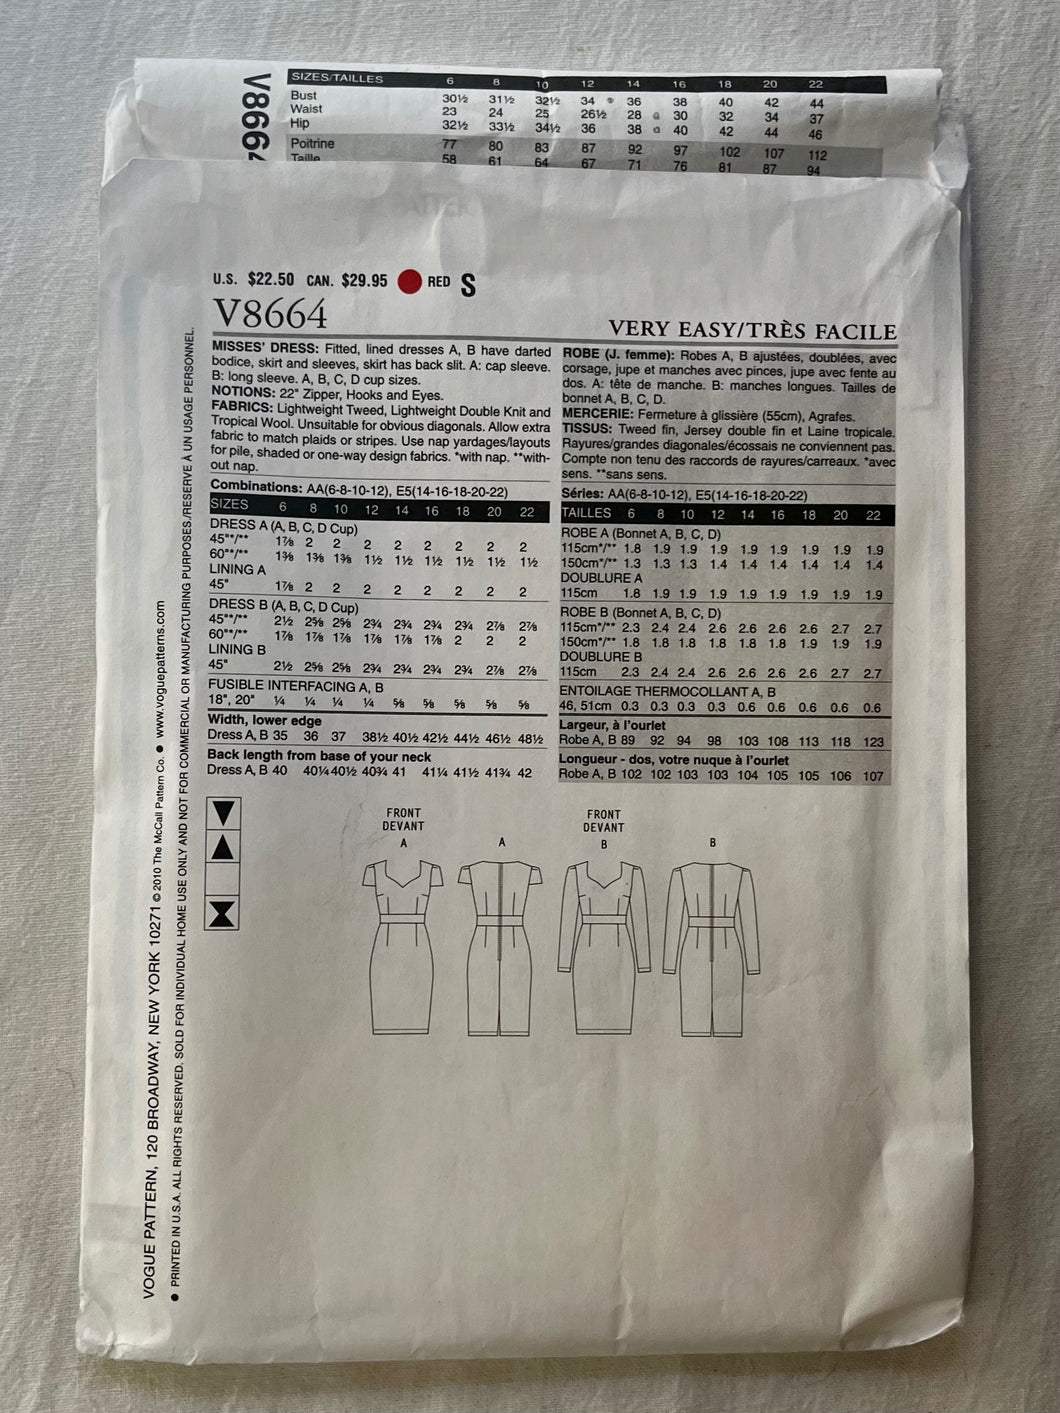 V8664
SIZES/TAILLES 6 8 10 12 14 16 18 20 22
Bust 30½ 31½ 32½ 34 36 38 40 42 44
Waist 23 24 25 26½ 28 30 32 34 37
Hip 32½ 33½ 34½ 36 38 40 42 44 46
Poitrine 77 80 83 87 92 97 102 107 112
Taille 58 61 64 67 71 76 81 87 94
U.S. $22.50 CAN. $29.95 RED S
V8664
VERY EASY/TRÈS FACILE
MISSES' DRESS: Fitted, lined dresses A, B have darted
bodice, skirt and sleeves, skirt has back slit. A: cap sleeve.
B: long sleeve. A, B, C, D cup sizes.
NOTIONS: 22" Zipper, Hooks and Eyes.
FABRICS: Lightweight Tweed, Lightweight Double Knit and
Tropical Wool. Unsuitable for obvious diagonals. Allow extra
fabric to match plaids or stripes. Use nap yardages/layouts
for pile, shaded or one-way design fabrics. *with nap. **with-
out nap.
Combinations: AA(6-8-10-12), E5(14-16-18-20-22)
SIZES 6 8 10 12 14 16 18 20 22
DRESS A (A, B, C, D Cup)
45"*/** 1⅞ 2 2 2 2 2 2 2 2
60"*/** 1⅜ 1⅜ 1⅜ 1½ 1½ 1½ 1½ 1½ 1½
LINING A
45" 1⅞ 2 2 2 2 2 2 2 2
DRESS B (A, B, C, D Cup)
45"*/** 2½ 2⅝ 2⅝ 2¾ 2¾ 2¾ 2¾ 2⅞ 2⅞
60"*/** 1⅞ 1⅞ 1⅞ 1⅞ 1⅞ 1⅞ 2 2 2
LINING B
45" 2½ 2⅝ 2⅝ 2¾ 2¾ 2¾ 2¾ 2⅞ 2⅞
FUSIBLE INTERFACING A, B
18", 20" ¼ ¼ ¼ ¼ ⅝ ⅝ ⅝ ⅝ ⅝
Width, lower edge
Dress A, B 35 36 37 38½ 40½ 42½ 44½ 46½ 48½
Back length from base of your neck
Dress A, B 40 40¼ 40½ 40¾ 41 41¼ 41½ 41¾ 42
ROBE (J. femme): Robes A, B ajustées, doublées, avec
corsage, jupe et manches avec pinces, jupe avec fente au
dos. A: tête de manche. B: manches longues. Tailles de
bonnet A, B, C, D.
MERCERIE: Fermeture à glissière (55cm), Agrafes.
TISSUS: Tweed fin, Jersey double fin et Laine tropicale.
Rayures/grandes diagonales/écossais ne conviennent pas.
Compte non tenu des raccords de rayures/carreaux. *avec
sens. **sans sens.
Séries: AA(6-8-10-12), E5(14-16-18-20-22)
TAILLES 6 8 10 12 14 16 18 20 22
ROBE A (Bonnet A, B, C, D)
115cm*/** 1.8 1.9 1.9 1.9 1.9 1.9 1.9 1.9 1.9
150cm*/** 1.3 1.3 1.3 1.4 1.4 1.4 1.4 1.4 1.4
DOUBLURE A
115cm 1.8 1.9 1.9 1.9 1.9 1.9 1.9 1.9 1.9
ROBE B (Bonnet A, B, C, D)
115cm*/** 2.3 2.4 2.4 2.6 2.6 2.6 2.6 2.7 2.7
150cm*/** 1.8 1.8 1.8 1.8 1.8 1.8 1.9 1.9 1.9
DOUBLURE B
115cm 2.3 2.4 2.4 2.6 2.6 2.6 2.6 2.7 2.7
ENTOILAGE THERMOCOLLANT A, B
46, 51cm 0.3 0.3 0.3 0.3 0.6 0.6 0.6 0.6 0.6
Largeur, à l'ourlet
Robe A, B 89 92 94 98 103 108 113 118 123
Longueur - dos, votre nuque à l'ourlet
Robe A, B 102 102 103 103 104 105 105 106 107
FRONT
DEVANT
A
A
FRONT
DEVANT
B
B
VOGUE PATTERN, 120 BROADWAY, NEW YORK 10271 © 2010 The McCall Pattern Co. ● www.voguepatterns.com
● PRINTED IN U.S.A. ALL RIGHTS RESERVED. SOLD FOR INDIVIDUAL HOME USE ONLY AND NOT FOR COMMERCIAL OR MANUFACTURING PURPOSES./RESERVE À UN USAGE PERSONNEL.